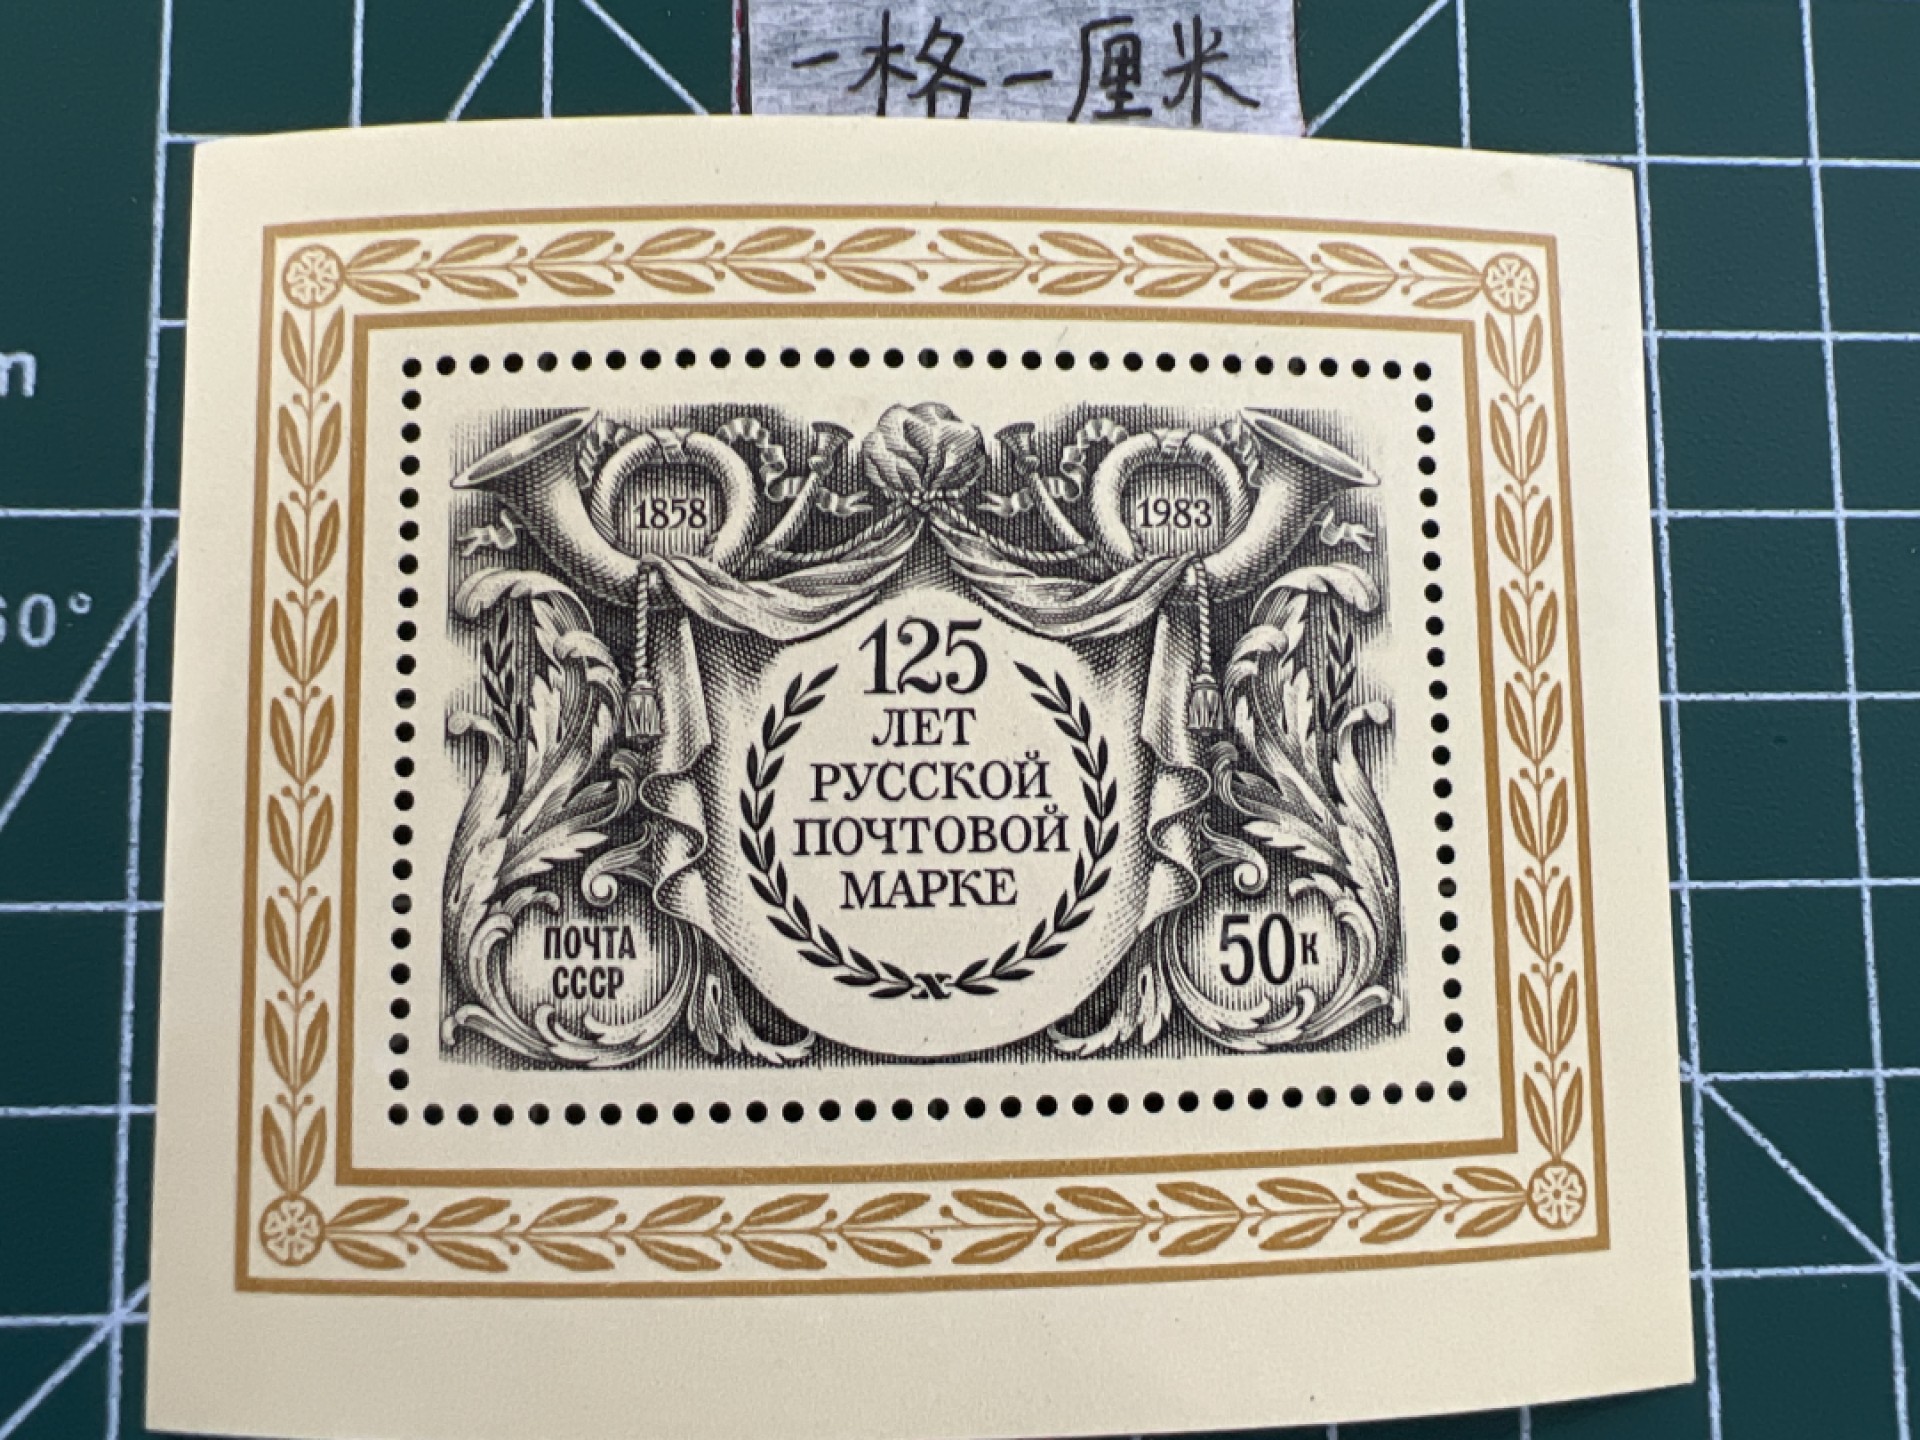 一格一厘米
m
60°
1858
1983
125
ЛЕТ
РУССКОЙ
ПОЧТОВОЙ
МАРКЕ
ПОЧТА
СССР
50к